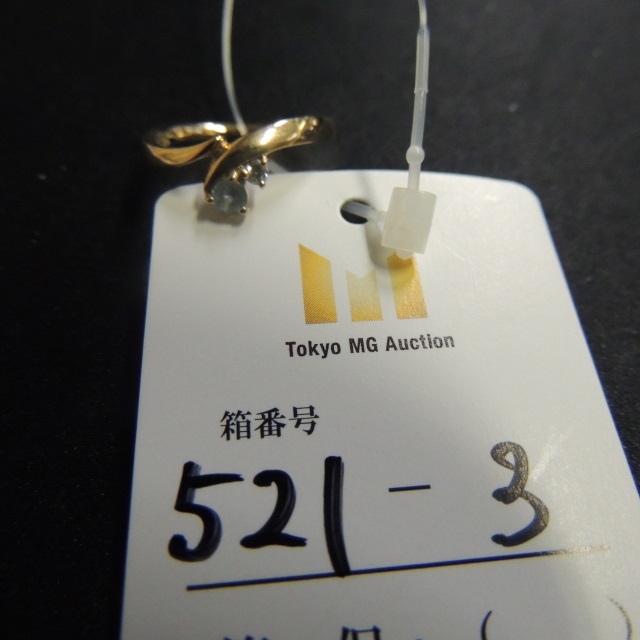 Tokyo MG Auction
箱番号
521 - 3